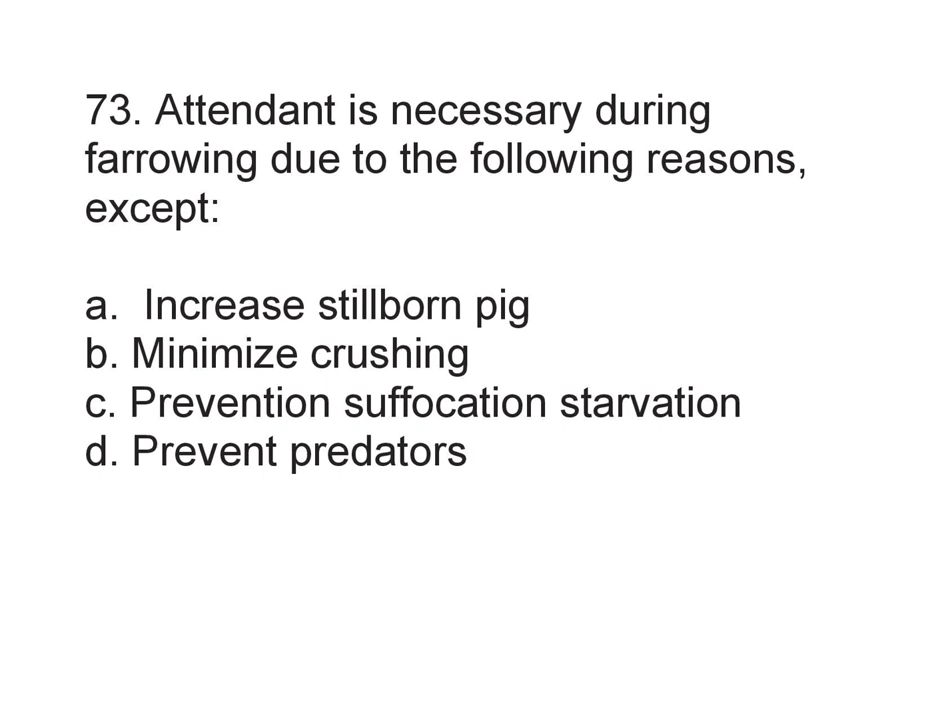 73. Attendant is necessary during
farrowing due to the following reasons,
except:
a.  Increase stillborn pig
b. Minimize crushing
c. Prevention suffocation starvation
d. Prevent predators